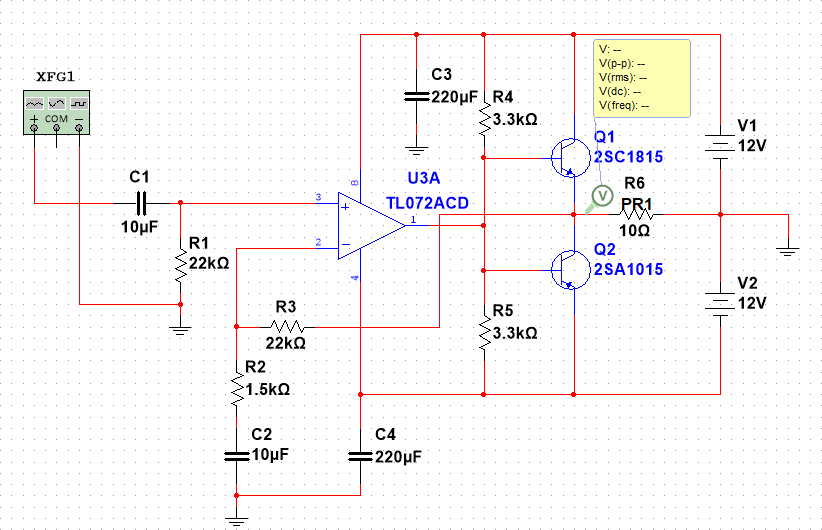 XFG1
+ COM −
C1
10µF
R1
22kΩ
C3
220µF
R4
3.3kΩ
V: --
V(p-p): --
V(rms): --
V(dc): --
V(freq): --
Q1
2SC1815
V1
12V
U3A
TL072ACD
8
3
+
2
−
1
4
V
R6
PR1
10Ω
Q2
2SA1015
V2
12V
R3
22kΩ
R5
3.3kΩ
R2
1.5kΩ
C2
10µF
C4
220µF